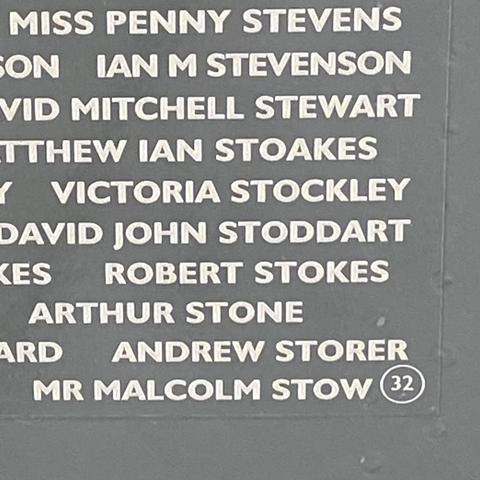 MISS PENNY STEVENS
SON IAN M STEVENSON
VID MITCHELL STEWART
TTHEW IAN STOAKES
Y VICTORIA STOCKLEY
DAVID JOHN STODDART
KES ROBERT STOKES
ARTHUR STONE
ARD ANDREW STORER
MR MALCOLM STOW 32